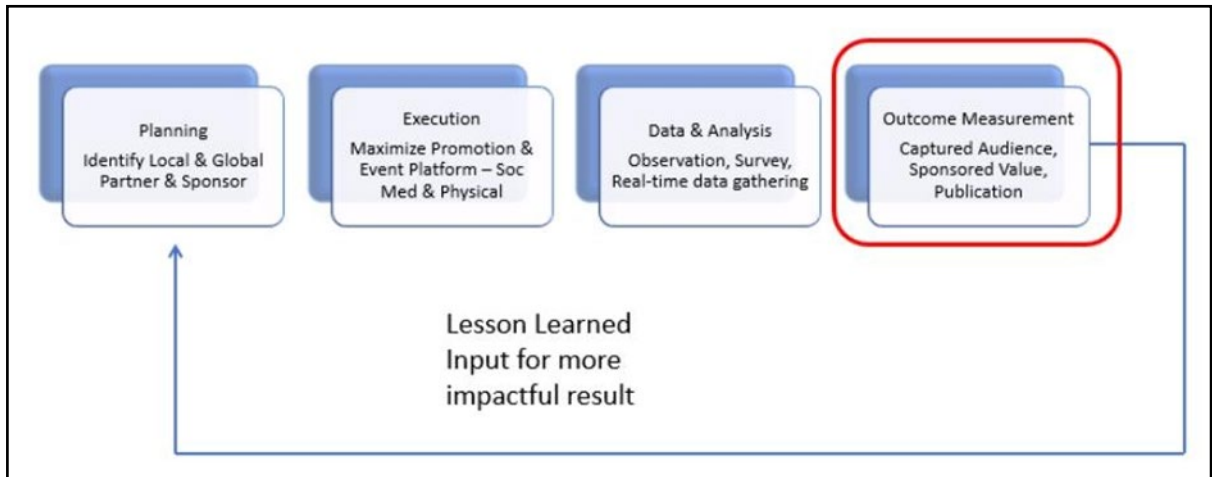 Planning
Identify Local & Global
Partner & Sponsor
Execution
Maximize Promotion &
Event Platform – Soc
Med & Physical
Data & Analysis
Observation, Survey,
Real-time data gathering
Outcome Measurement
Captured Audience,
Sponsored Value,
Publication
Lesson Learned
Input for more
impactful result